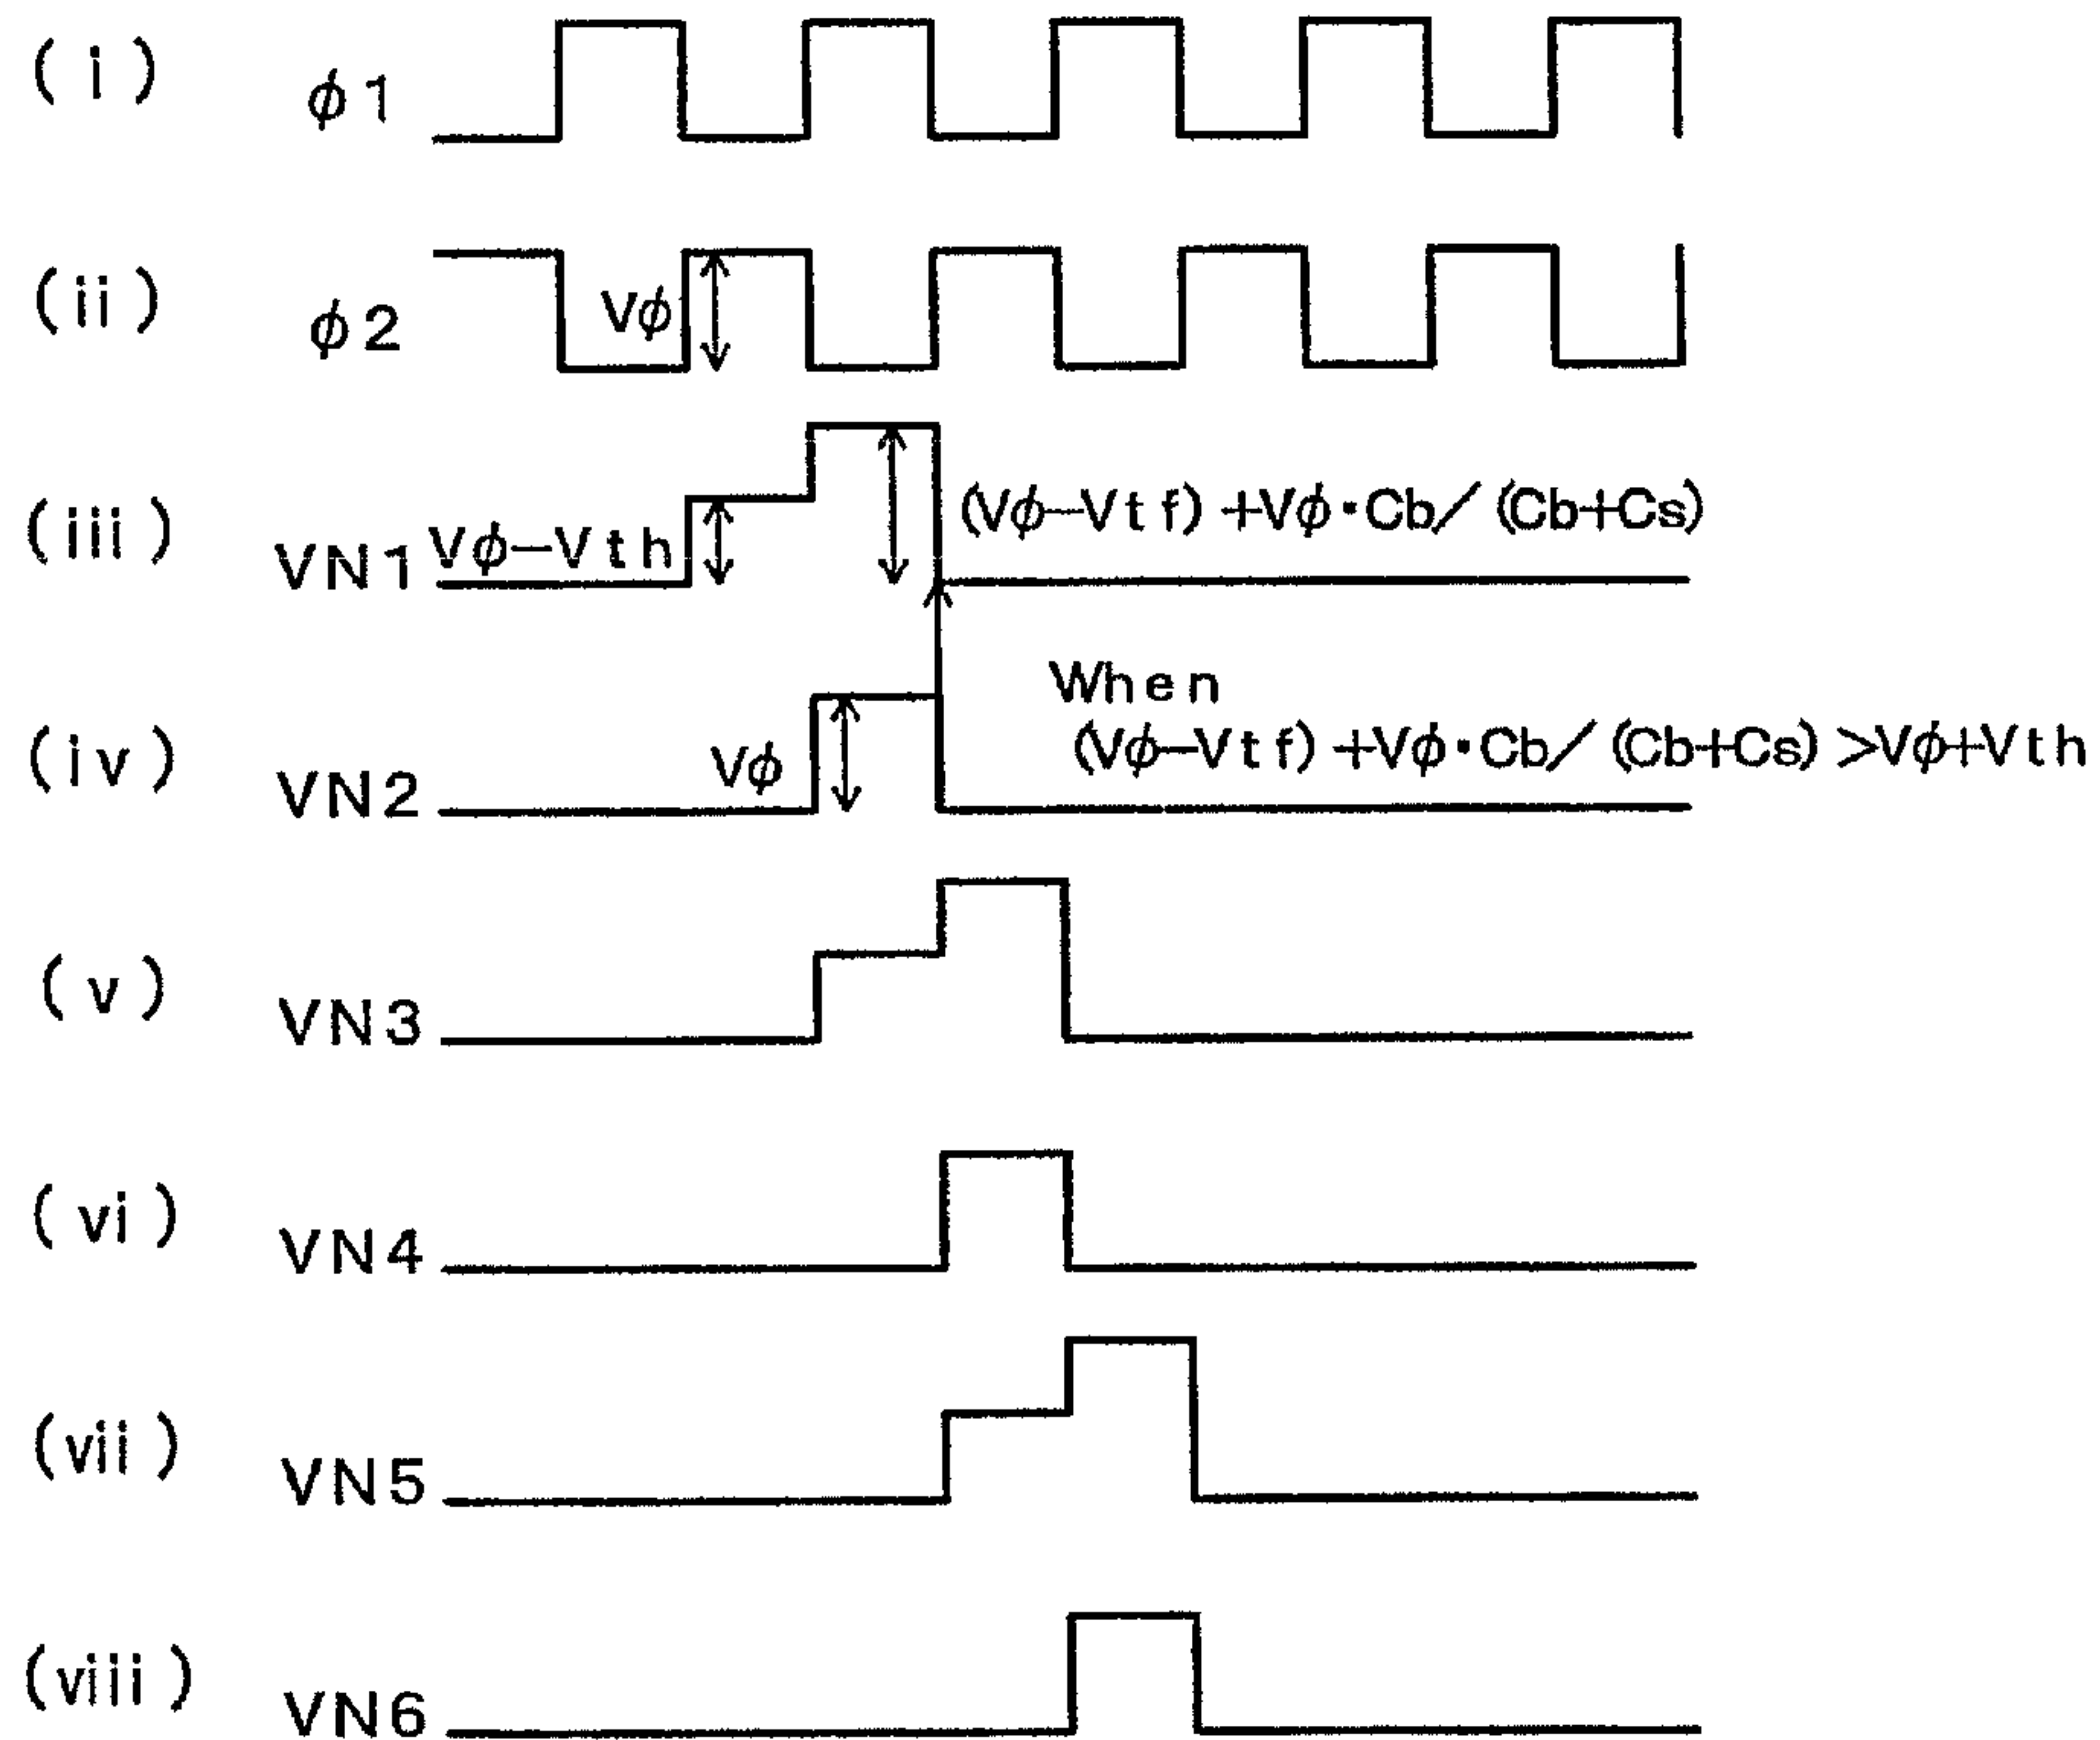 (i) ϕ1
(ii) ϕ2
Vϕ
(iii) VN1
Vϕ−Vth
(Vϕ−Vtf)+Vϕ·Cb/(Cb+Cs)
(iv) VN2
Vϕ
When
(Vϕ−Vtf)+Vϕ·Cb/(Cb+Cs)>Vϕ+Vth
(v) VN3
(vi) VN4
(vii) VN5
(viii) VN6